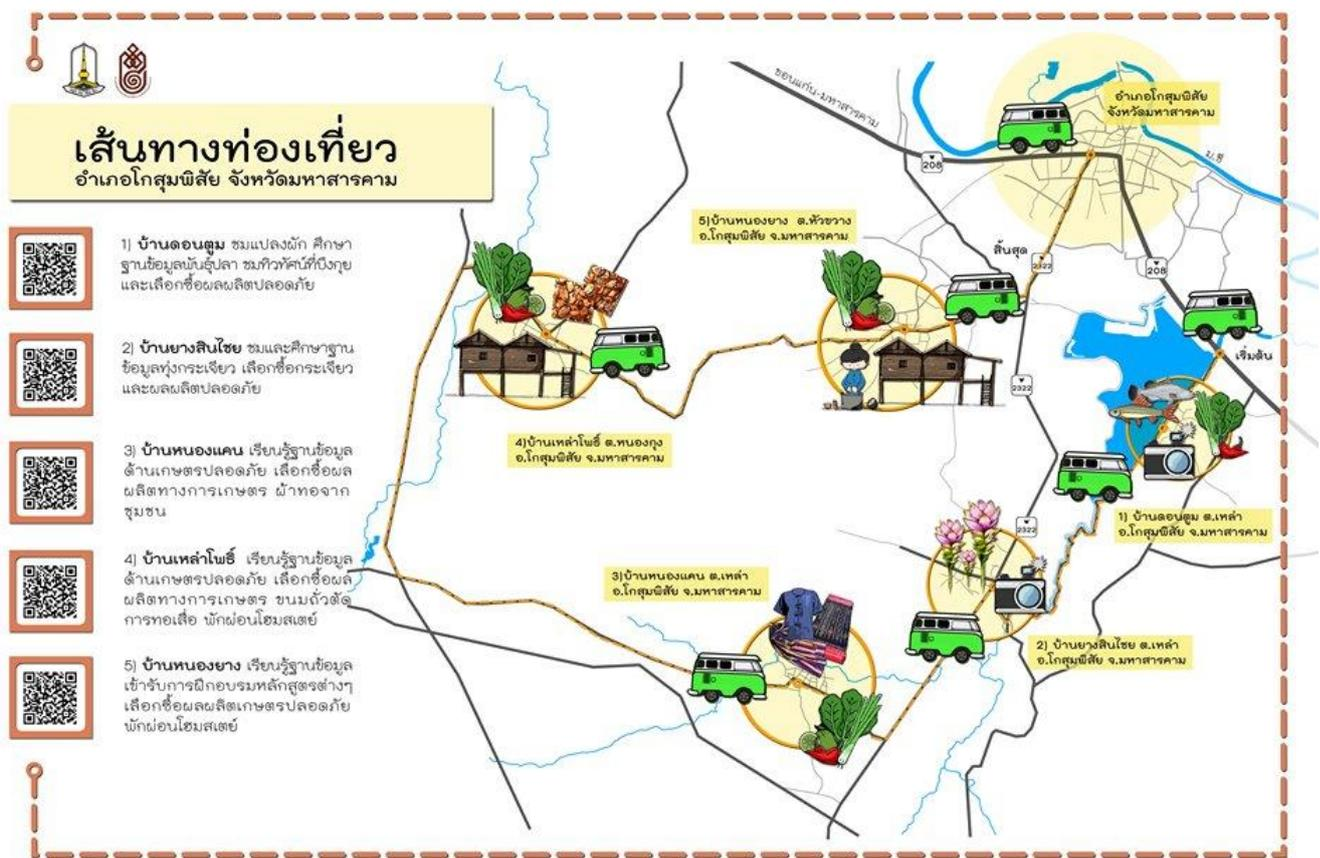 เส้นทางท่องเที่ยว
อำเภอโกสุมพิสัย จังหวัดมหาสารคาม
1) บ้านดอนตูม ชมแปลงผัก ศึกษา
ฐานข้อมูลพันธุ์ปลา ชมทิวทัศน์ที่บึงกุย
และเลือกซื้อผลผลิตปลอดภัย
2) บ้านยางสินไชย ชมและศึกษาฐาน
ข้อมูลทุ่งกระเจียว เลือกซื้อกระเจียว
และผลผลิตปลอดภัย
3) บ้านหนองแคน เรียนรู้ฐานข้อมูล
ด้านเกษตรปลอดภัย เลือกซื้อผล
ผลิตทางการเกษตร ผ้าทอจาก
ชุมชน
4) บ้านเหล่าโพธิ์ เรียนรู้ฐานข้อมูล
ด้านเกษตรปลอดภัย เลือกซื้อผล
ผลิตทางการเกษตร ขนมถั่วตัด
การทอเสื่อ พักผ่อนโฮมสเตย์
5) บ้านหนองยาง เรียนรู้ฐานข้อมูล
เข้ารับการฝึกอบรมหลักสูตรต่างๆ
เลือกซื้อผลผลิตเกษตรปลอดภัย
พักผ่อนโฮมสเตย์
ขอนแก่น-มหาสารคาม
อำเภอโกสุมพิสัย
จังหวัดมหาสารคาม
ม.ชี
208
5)บ้านหนองยาง ต.หัวขวาง
อ.โกสุมพิสัย จ.มหาสารคาม
สิ้นสุด
2322
208
เริ่มต้น
2322
4)บ้านเหล่าโพธิ์ ต.หนองกุง
อ.โกสุมพิสัย จ.มหาสารคาม
1) บ้านดอนตูม ต.เหล่า
อ.โกสุมพิสัย จ.มหาสารคาม
2322
3)บ้านหนองแคน ต.เหล่า
อ.โกสุมพิสัย จ.มหาสารคาม
2) บ้านยางสินไชย ต.เหล่า
อ.โกสุมพิสัย จ.มหาสารคาม